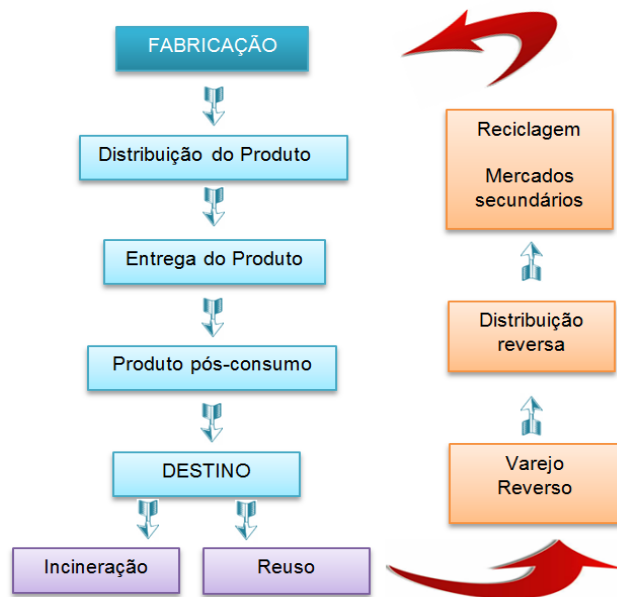 FABRICAÇÃO
Distribuição do Produto
Entrega do Produto
Produto pós-consumo
DESTINO
Incineração
Reuso
Reciclagem
Mercados
secundários
Distribuição
reversa
Varejo
Reverso